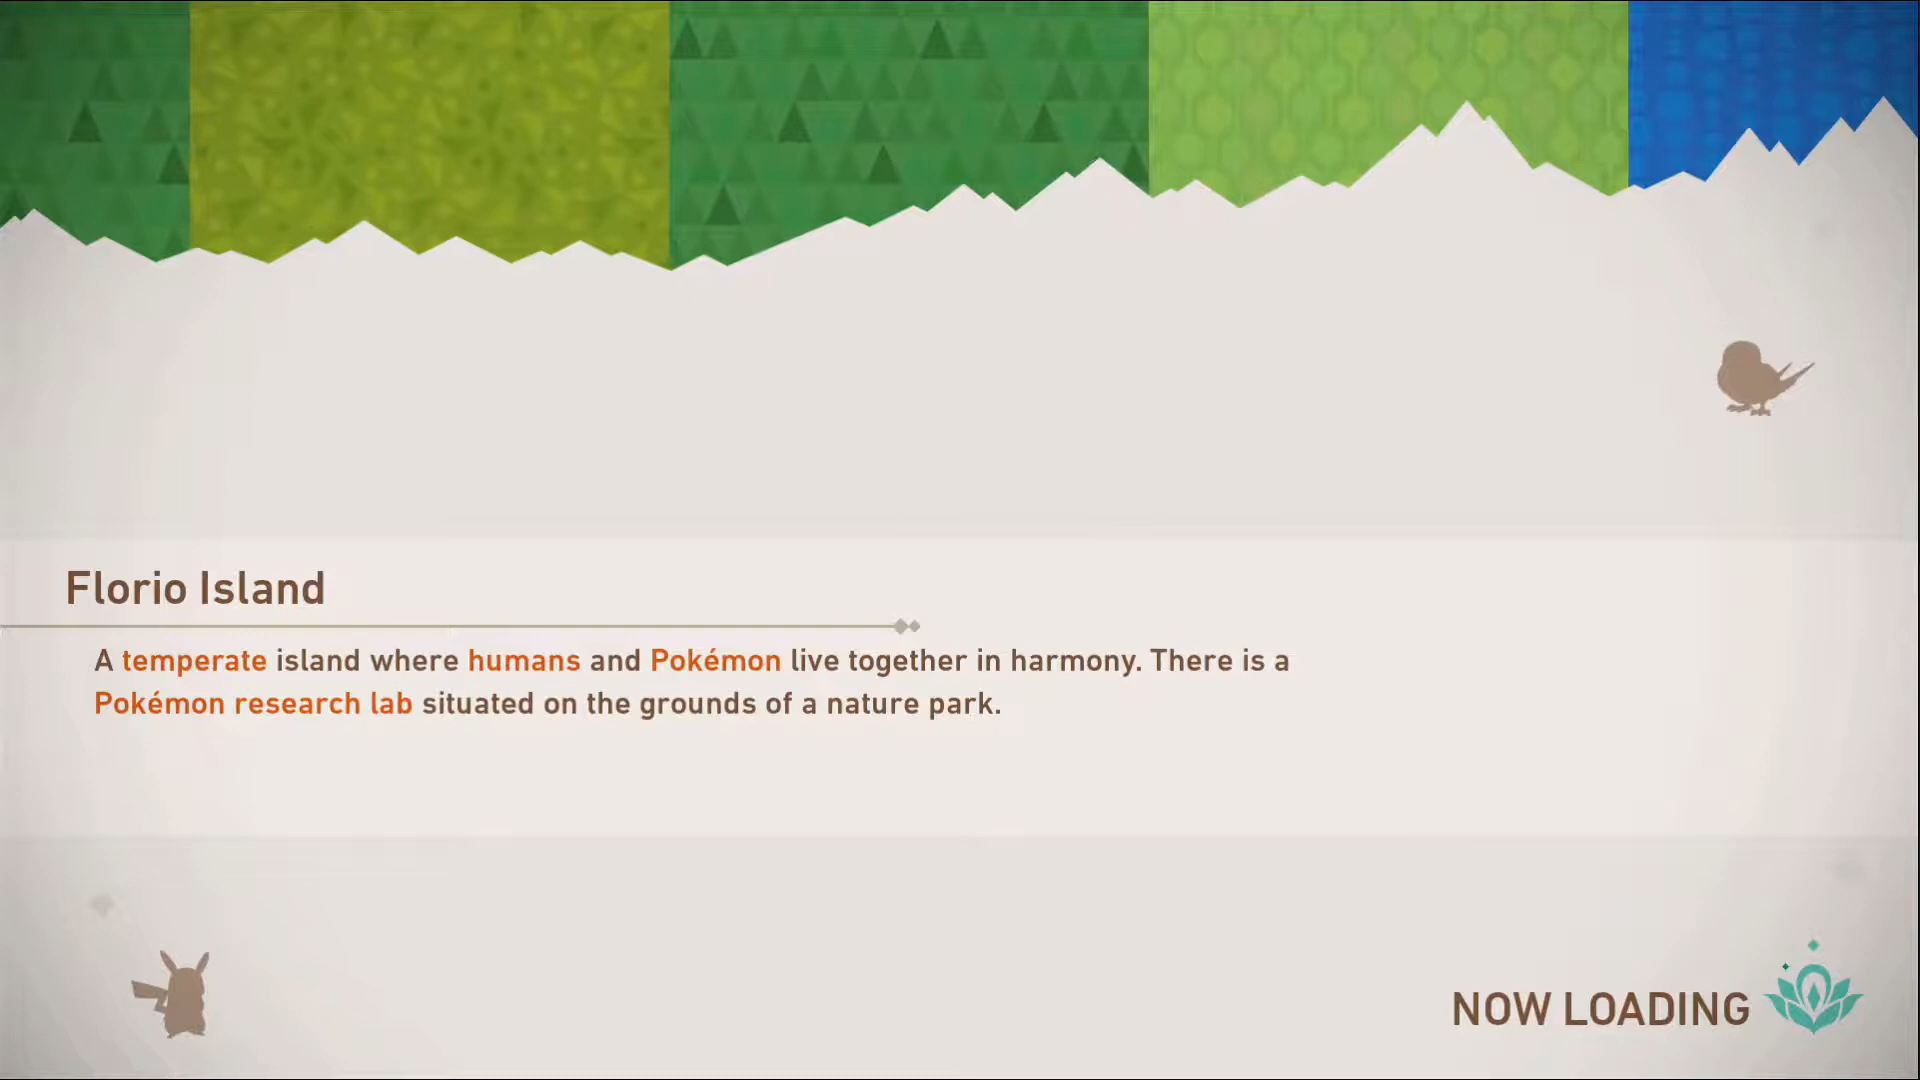 Florio Island
A temperate island where humans and Pokémon live together in harmony. There is a
Pokémon research lab situated on the grounds of a nature park.
NOW LOADING